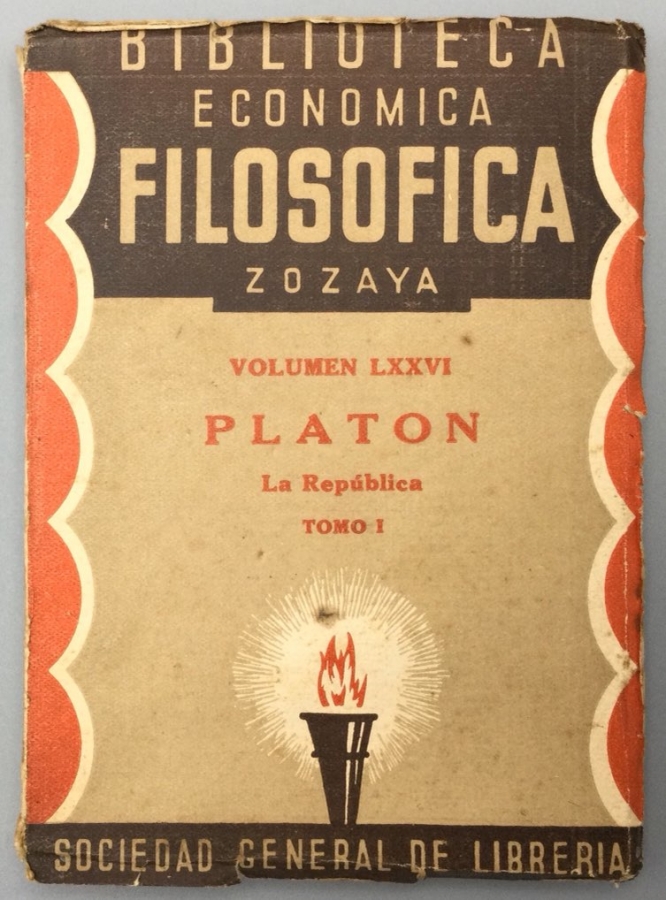 BIBLIOTECA
ECONOMICA
FILOSOFICA
ZOZAYA
VOLUMEN LXXVI
PLATON
La República
TOMO I
SOCIEDAD GENERAL DE LIBRERIA